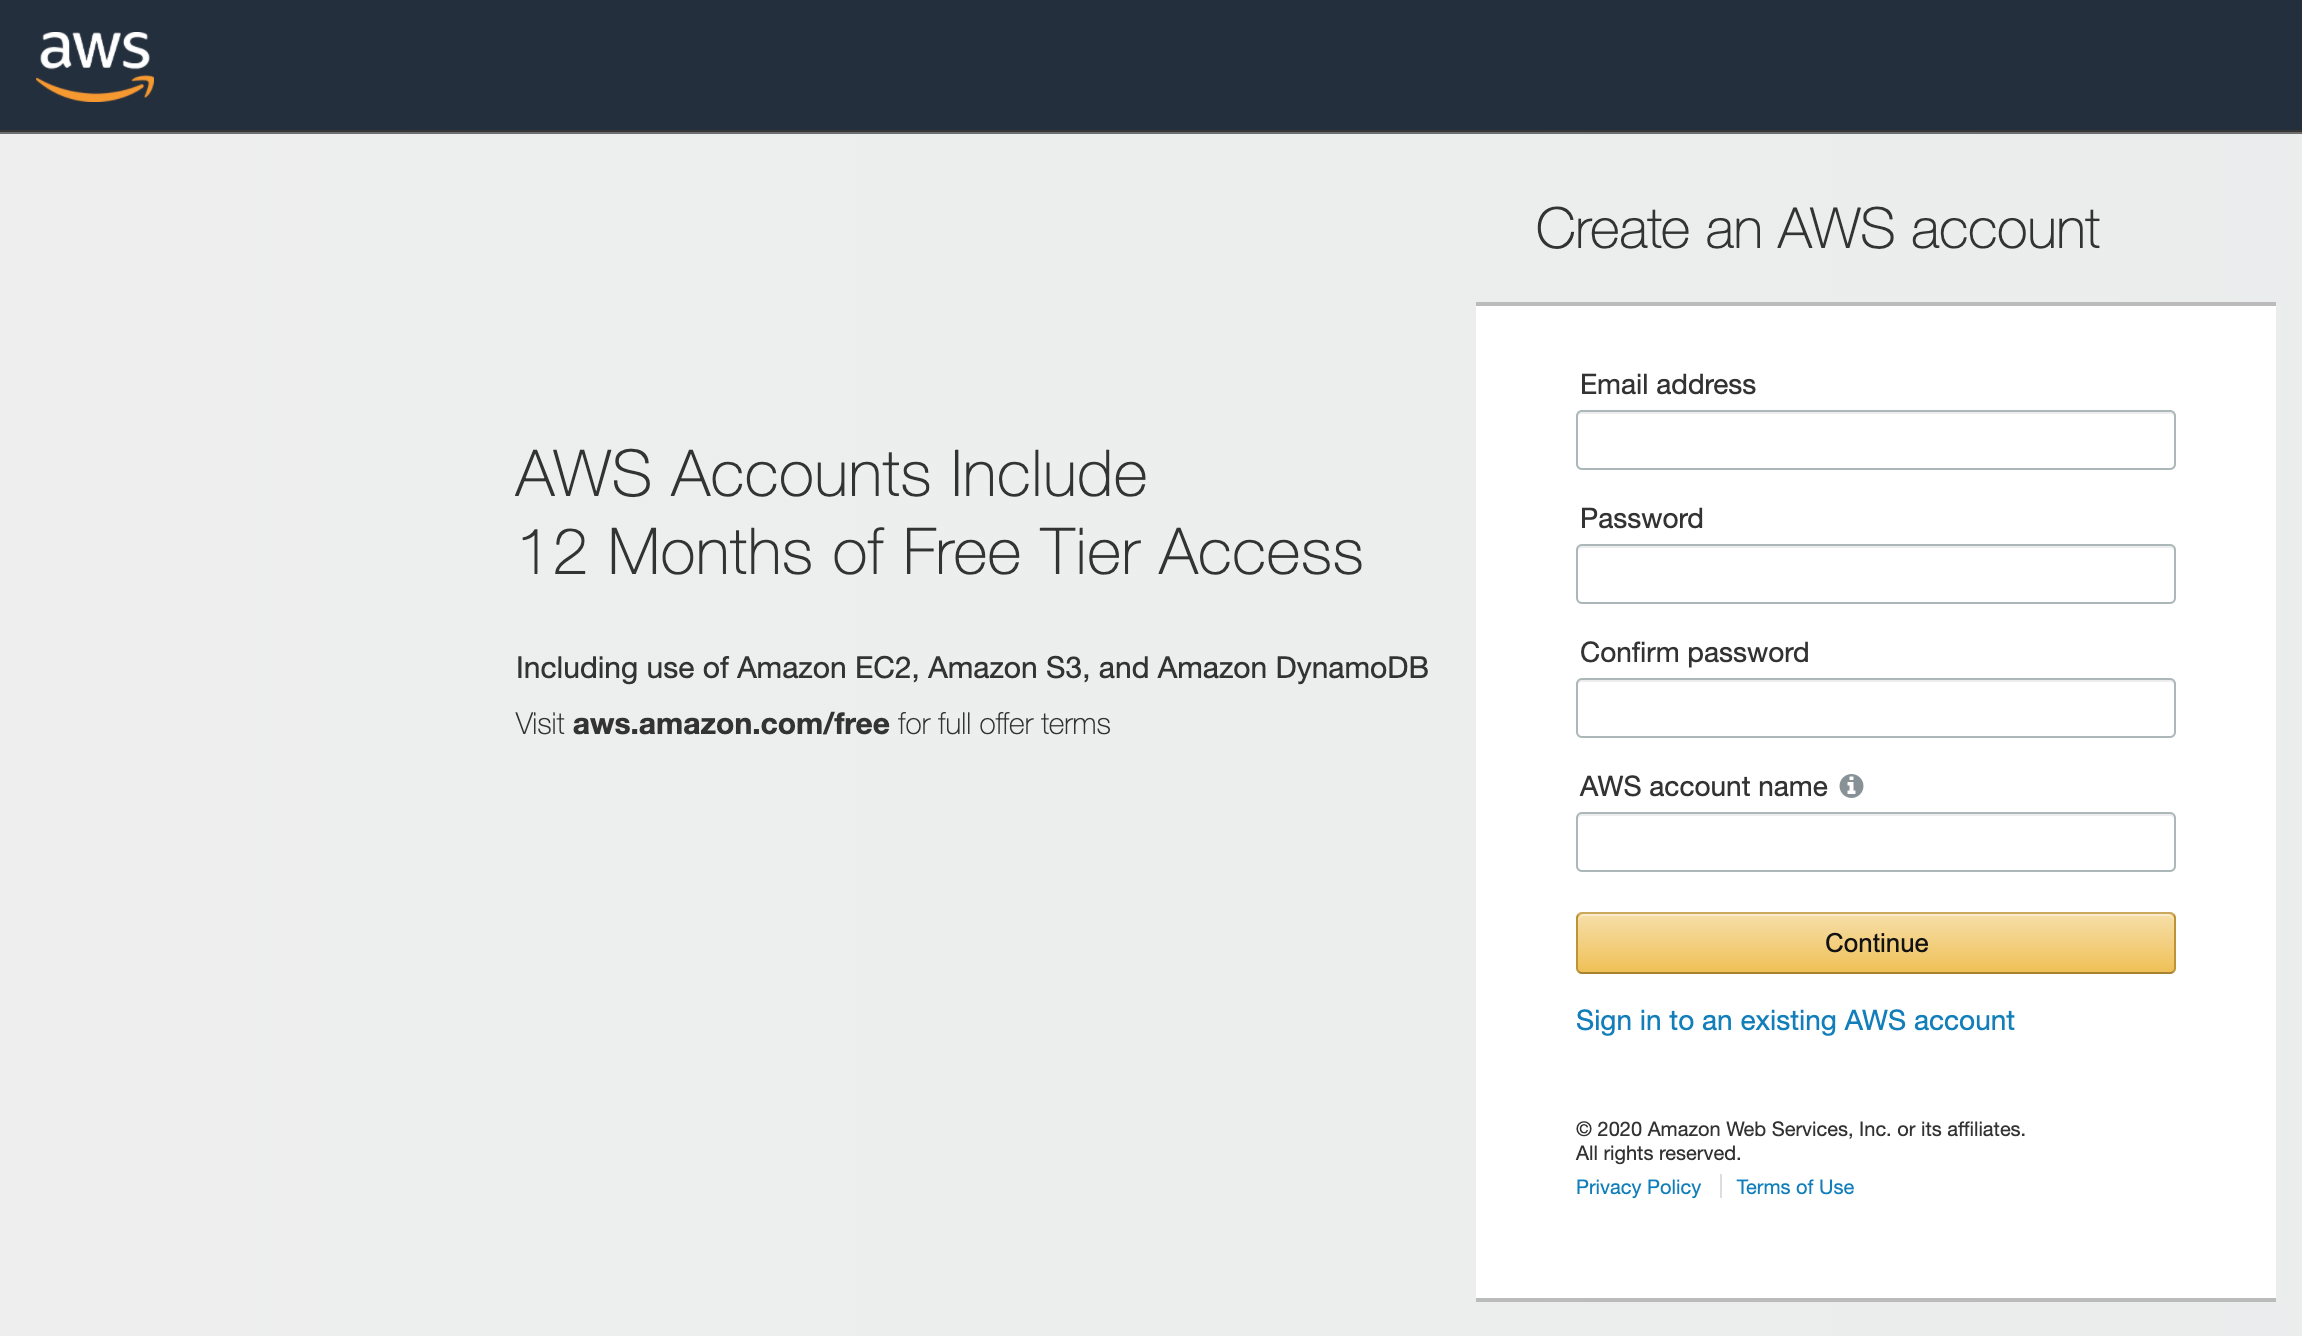 aws
Create an AWS account
AWS Accounts Include
12 Months of Free Tier Access
Including use of Amazon EC2, Amazon S3, and Amazon DynamoDB
Visit aws.amazon.com/free for full offer terms
Email address
Password
Confirm password
AWS account name
Continue
Sign in to an existing AWS account
© 2020 Amazon Web Services, Inc. or its affiliates.
All rights reserved.
Privacy Policy | Terms of Use